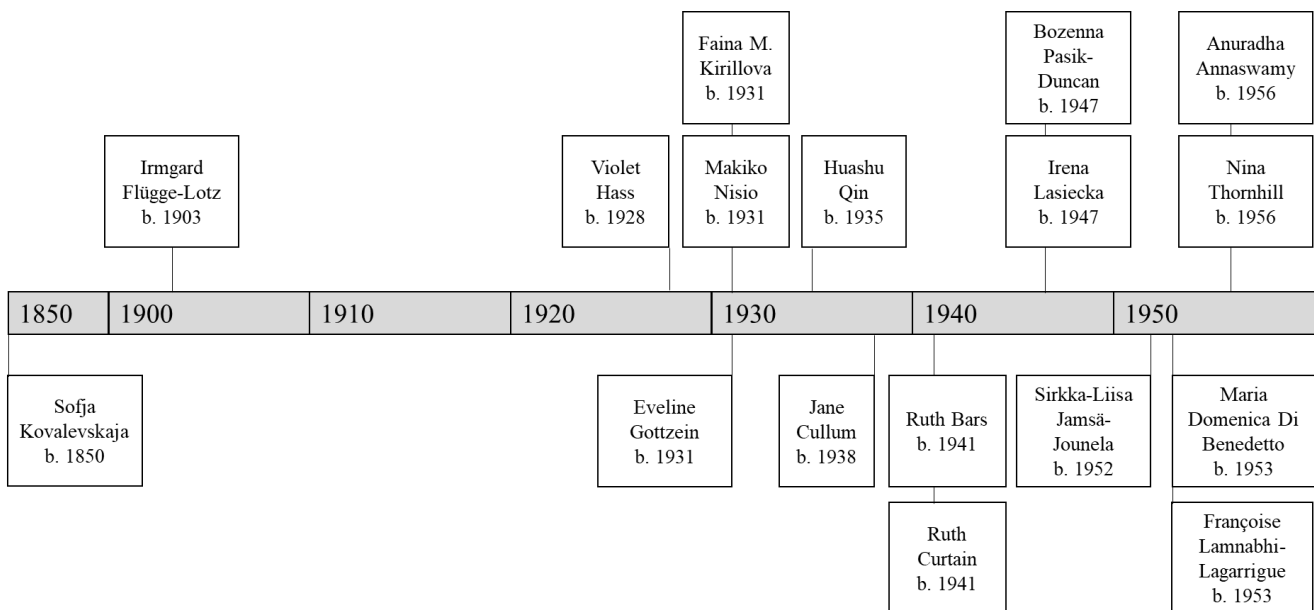 Faina M.
Kirillova
b. 1931
Bozenna
Pasik-
Duncan
b. 1947
Anuradha
Annaswamy
b. 1956
Irmgard
Flügge-Lotz
b. 1903
Violet
Hass
b. 1928
Makiko
Nisio
b. 1931
Huashu
Qin
b. 1935
Irena
Lasiecka
b. 1947
Nina
Thornhill
b. 1956
1850
1900
1910
1920
1930
1940
1950
Sofja
Kovalevskaja
b. 1850
Eveline
Gottzein
b. 1931
Jane
Cullum
b. 1938
Ruth Bars
b. 1941
Sirkka-Liisa
Jamsä-
Jounela
b. 1952
Maria
Domenica Di
Benedetto
b. 1953
Ruth
Curtain
b. 1941
Françoise
Lamnabhi-
Lagarrigue
b. 1953